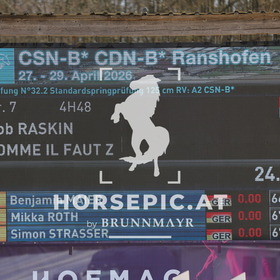 CSN-B* CDN-B* Ranshofen
27. - 29. April 2026
fung N°32.2 Standardspringprüfung 125 cm RV: A2 CSN-B*
r. 7 4H48
ob RASKIN
OMME IL FAUT Z
24.
HORSEPIC.AT
by BRUNNMAYR
Benjam
GER 0.00
Mikka ROTH GER 0.00
Simon STRASSER GER 0.00